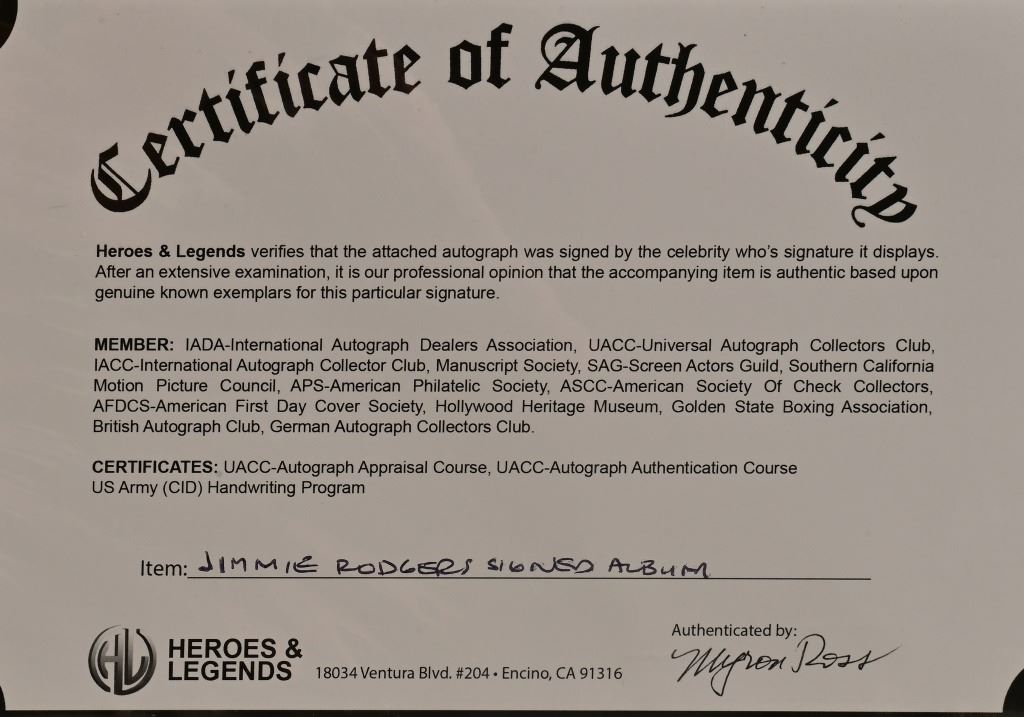 Certificate of Authenticity
Heroes & Legends verifies that the attached autograph was signed by the celebrity who's signature it displays.
After an extensive examination, it is our professional opinion that the accompanying item is authentic based upon
genuine known exemplars for this particular signature.
MEMBER: IADA-International Autograph Dealers Association, UACC-Universal Autograph Collectors Club,
IACC-International Autograph Collector Club, Manuscript Society, SAG-Screen Actors Guild, Southern California
Motion Picture Council, APS-American Philatelic Society, ASCC-American Society Of Check Collectors,
AFDCS-American First Day Cover Society, Hollywood Heritage Museum, Golden State Boxing Association,
British Autograph Club, German Autograph Collectors Club.
CERTIFICATES: UACC-Autograph Appraisal Course, UACC-Autograph Authentication Course
US Army (CID) Handwriting Program
Item: JIMMIE RODGERS SIGNED ALBUM
HL HEROES &
LEGENDS 18034 Ventura Blvd. #204 • Encino, CA 91316
Authenticated by:
Myron Ross